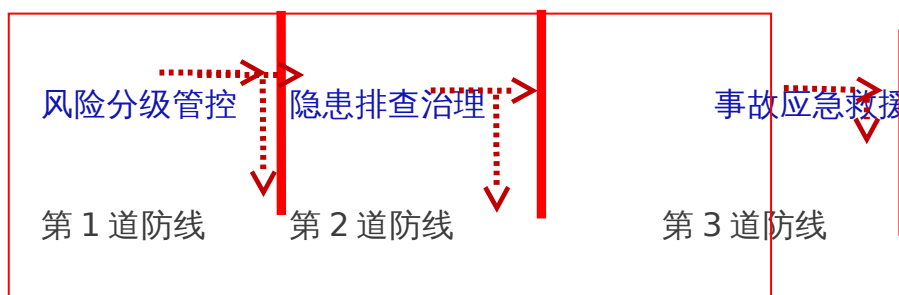 风险分级管控 隐患排查治理 事故应急救援
第 1 道防线 第 2 道防线 第 3 道防线